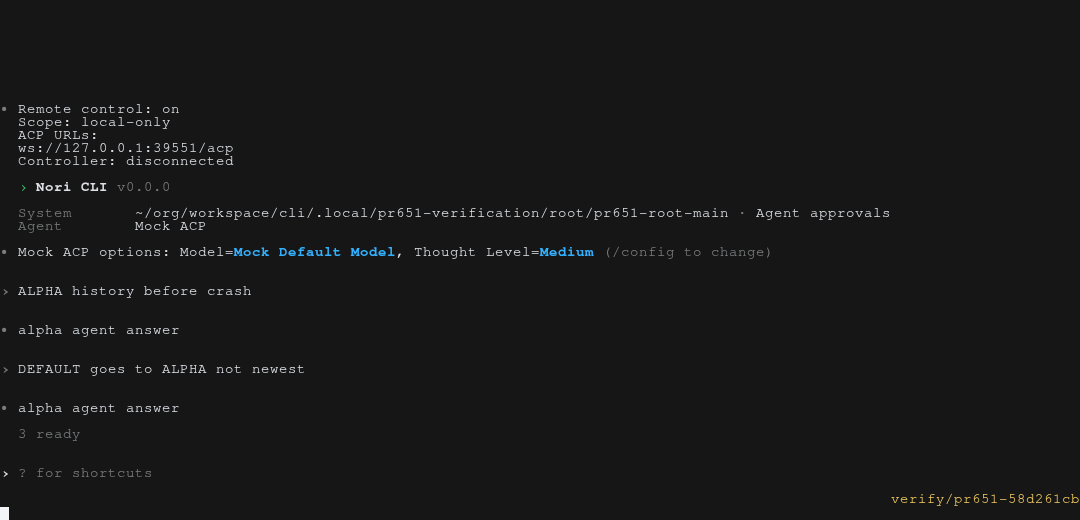 • Remote control: on
Scope: local-only
ACP URLs:
ws://127.0.0.1:39551/acp
Controller: disconnected
› Nori CLI v0.0.0
System ~/org/workspace/cli/.local/pr651-verification/root/pr651-root-main · Agent approvals
Agent Mock ACP
• Mock ACP options: Model=Mock Default Model, Thought Level=Medium (/config to change)
› ALPHA history before crash
• alpha agent answer
› DEFAULT goes to ALPHA not newest
• alpha agent answer
3 ready
› ? for shortcuts
verify/pr651-58d261cb